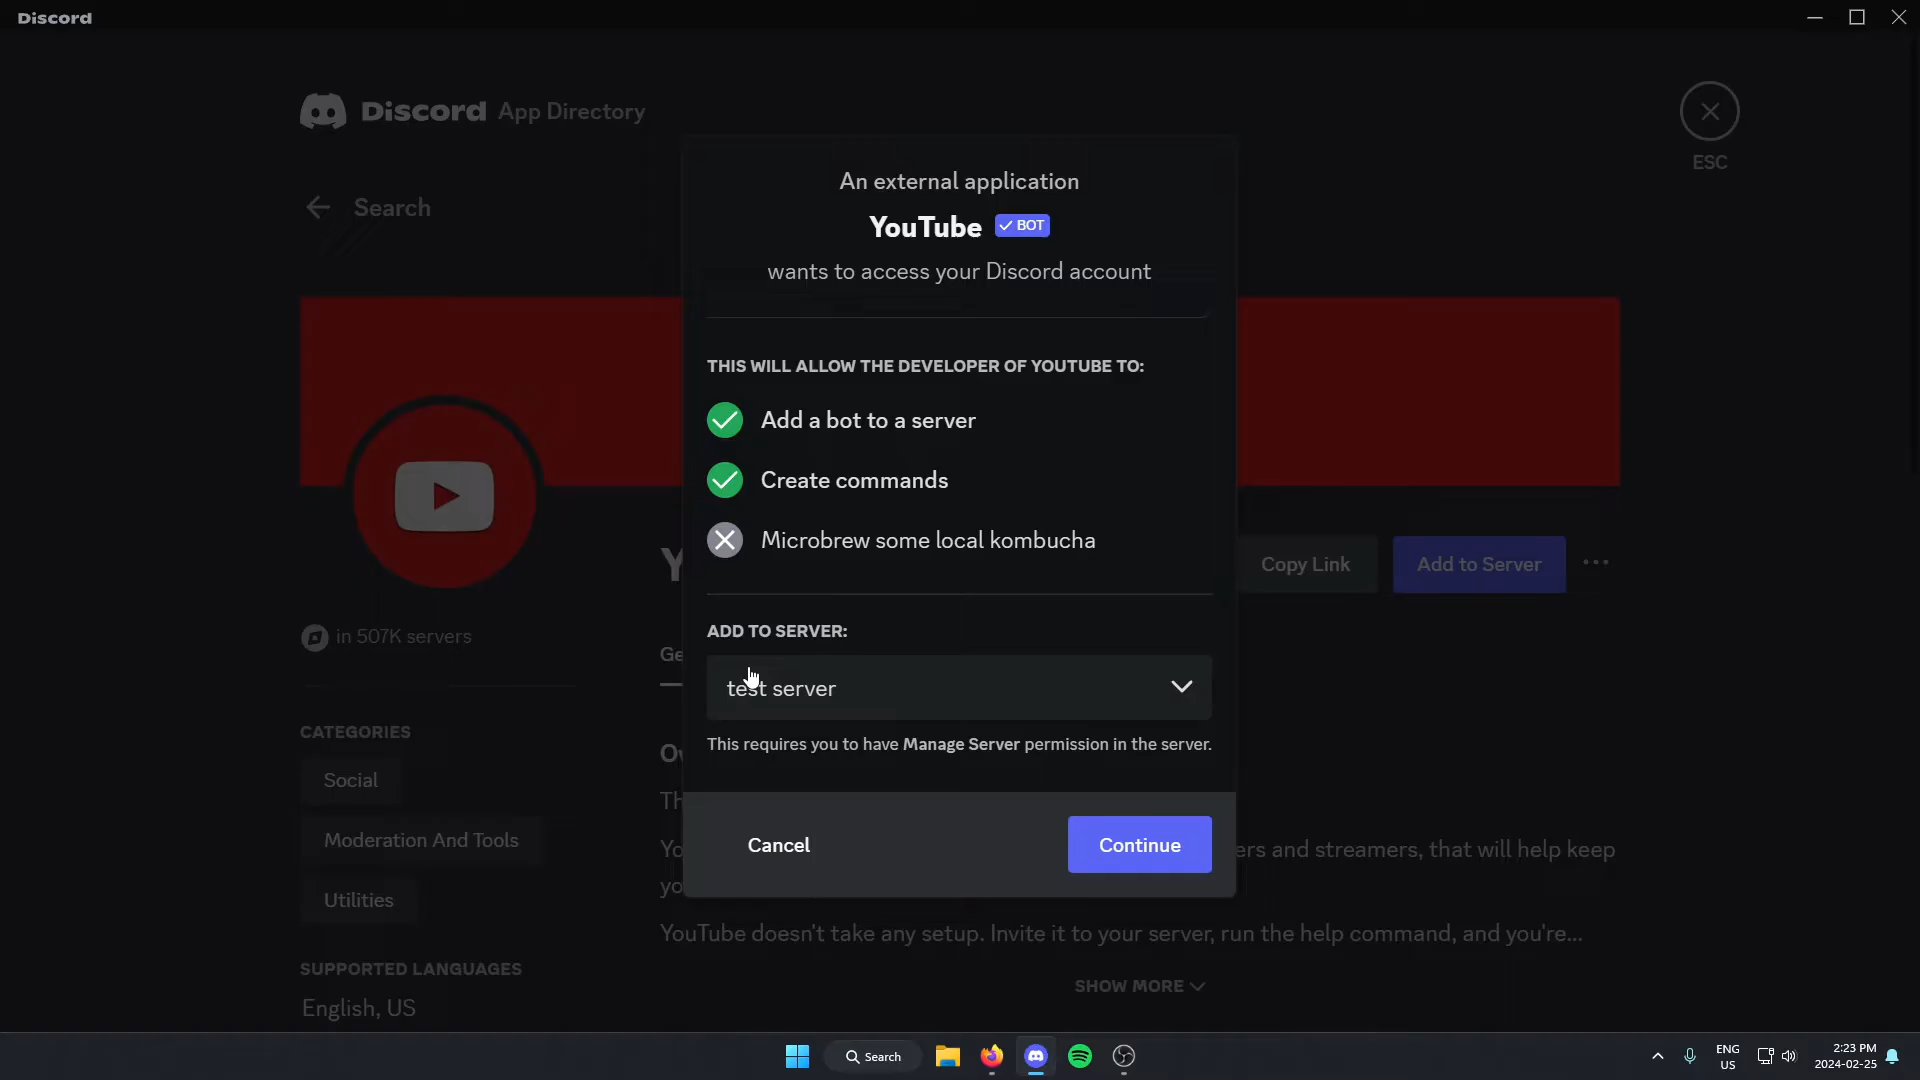 Discord
Discord App Directory
ESC
Search
An external application
YouTube BOT
wants to access your Discord account
THIS WILL ALLOW THE DEVELOPER OF YOUTUBE TO:
Add a bot to a server
Create commands
Microbrew some local kombucha
Y
Copy Link
Add to Server
in 507K servers
ADD TO SERVER:
Ge
test server
CATEGORIES
This requires you to have Manage Server permission in the server.
Ov
Social
Th
Moderation And Tools
Cancel
Continue
Yo
ers and streamers, that will help keep
yo
Utilities
YouTube doesn't take any setup. Invite it to your server, run the help command, and you're...
SUPPORTED LANGUAGES
SHOW MORE
English, US
Search
ENG
US
2:23 PM
2024-02-25